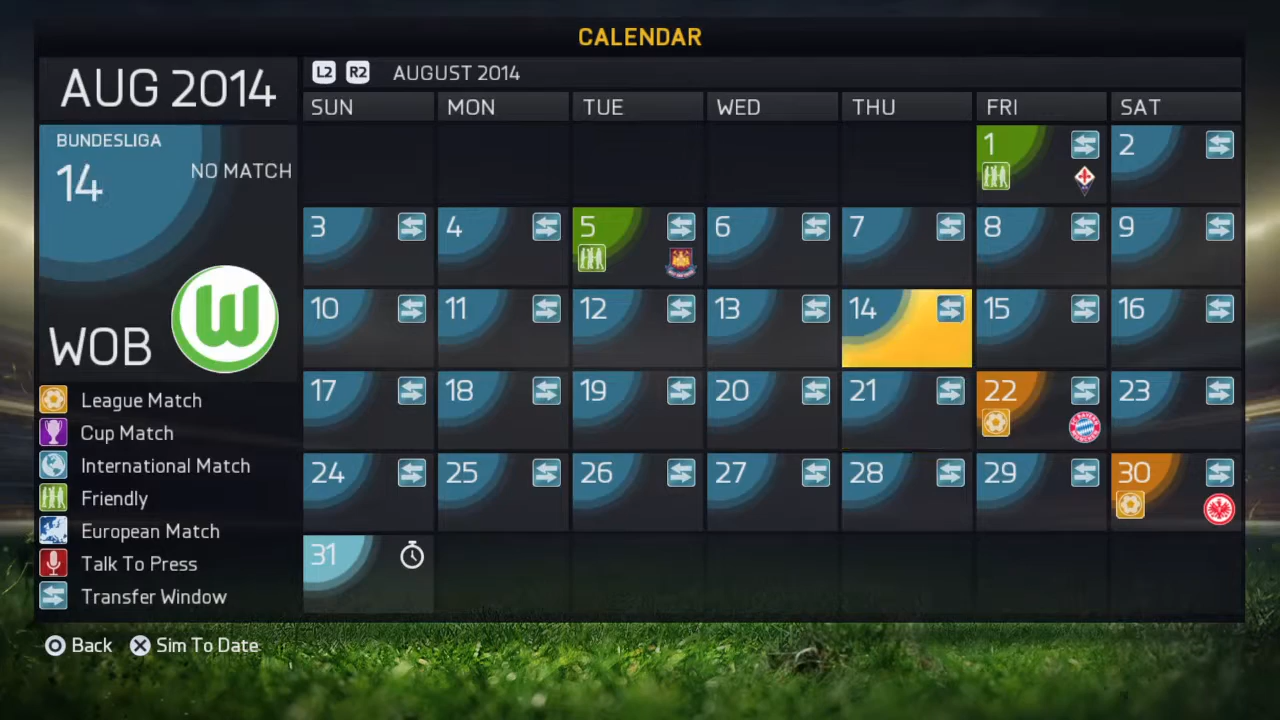 CALENDAR
AUG 2014
L2 R2 AUGUST 2014
SUN MON TUE WED THU FRI SAT
BUNDESLIGA
14 NO MATCH
WOB
1 2
3 4 5 6 7 8 9
10 11 12 13 14 15 16
17 18 19 20 21 22 23
24 25 26 27 28 29 30
31
League Match
Cup Match
International Match
Friendly
European Match
Talk To Press
Transfer Window
Back Sim To Date